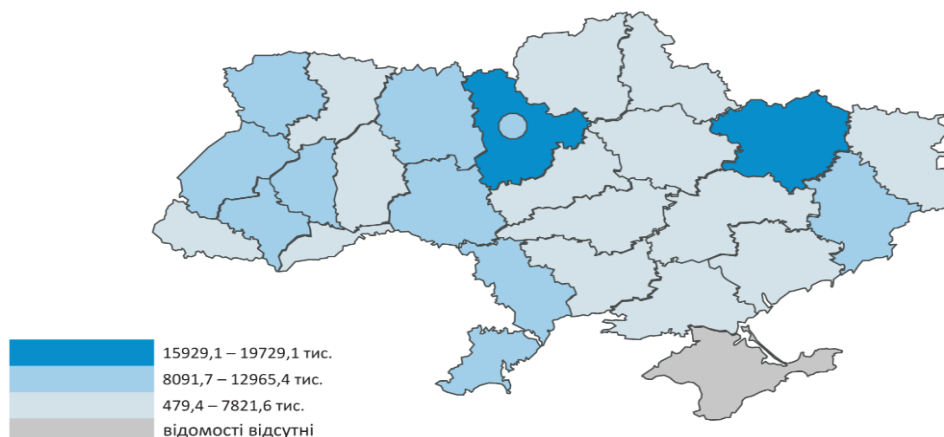 15929,1 – 19729,1 тис.
8091,7 – 12965,4 тис.
479,4 – 7821,6 тис.
відомості відсутні